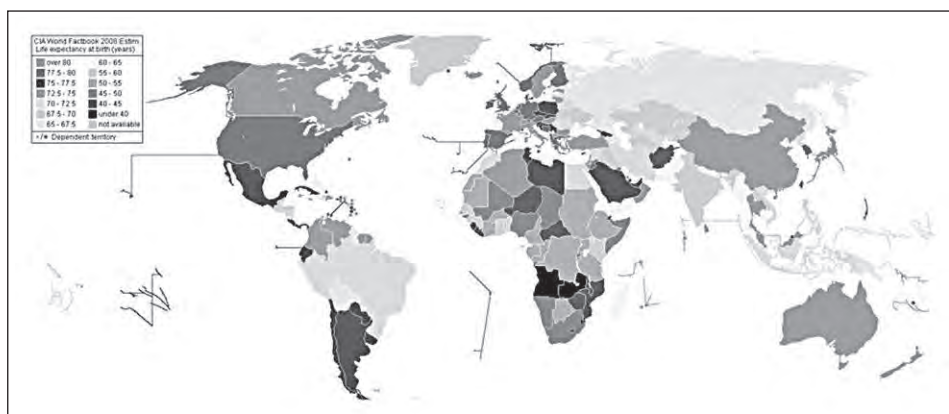 CIA World Factbook 2008 Estim.
Life expectancy at birth (years)
over 80
77.5 - 80
75 - 77.5
72.5 - 75
70 - 72.5
67.5 - 70
65 - 67.5
60 - 65
55 - 60
50 - 55
45 - 50
40 - 45
under 40
not available
Dependent territory